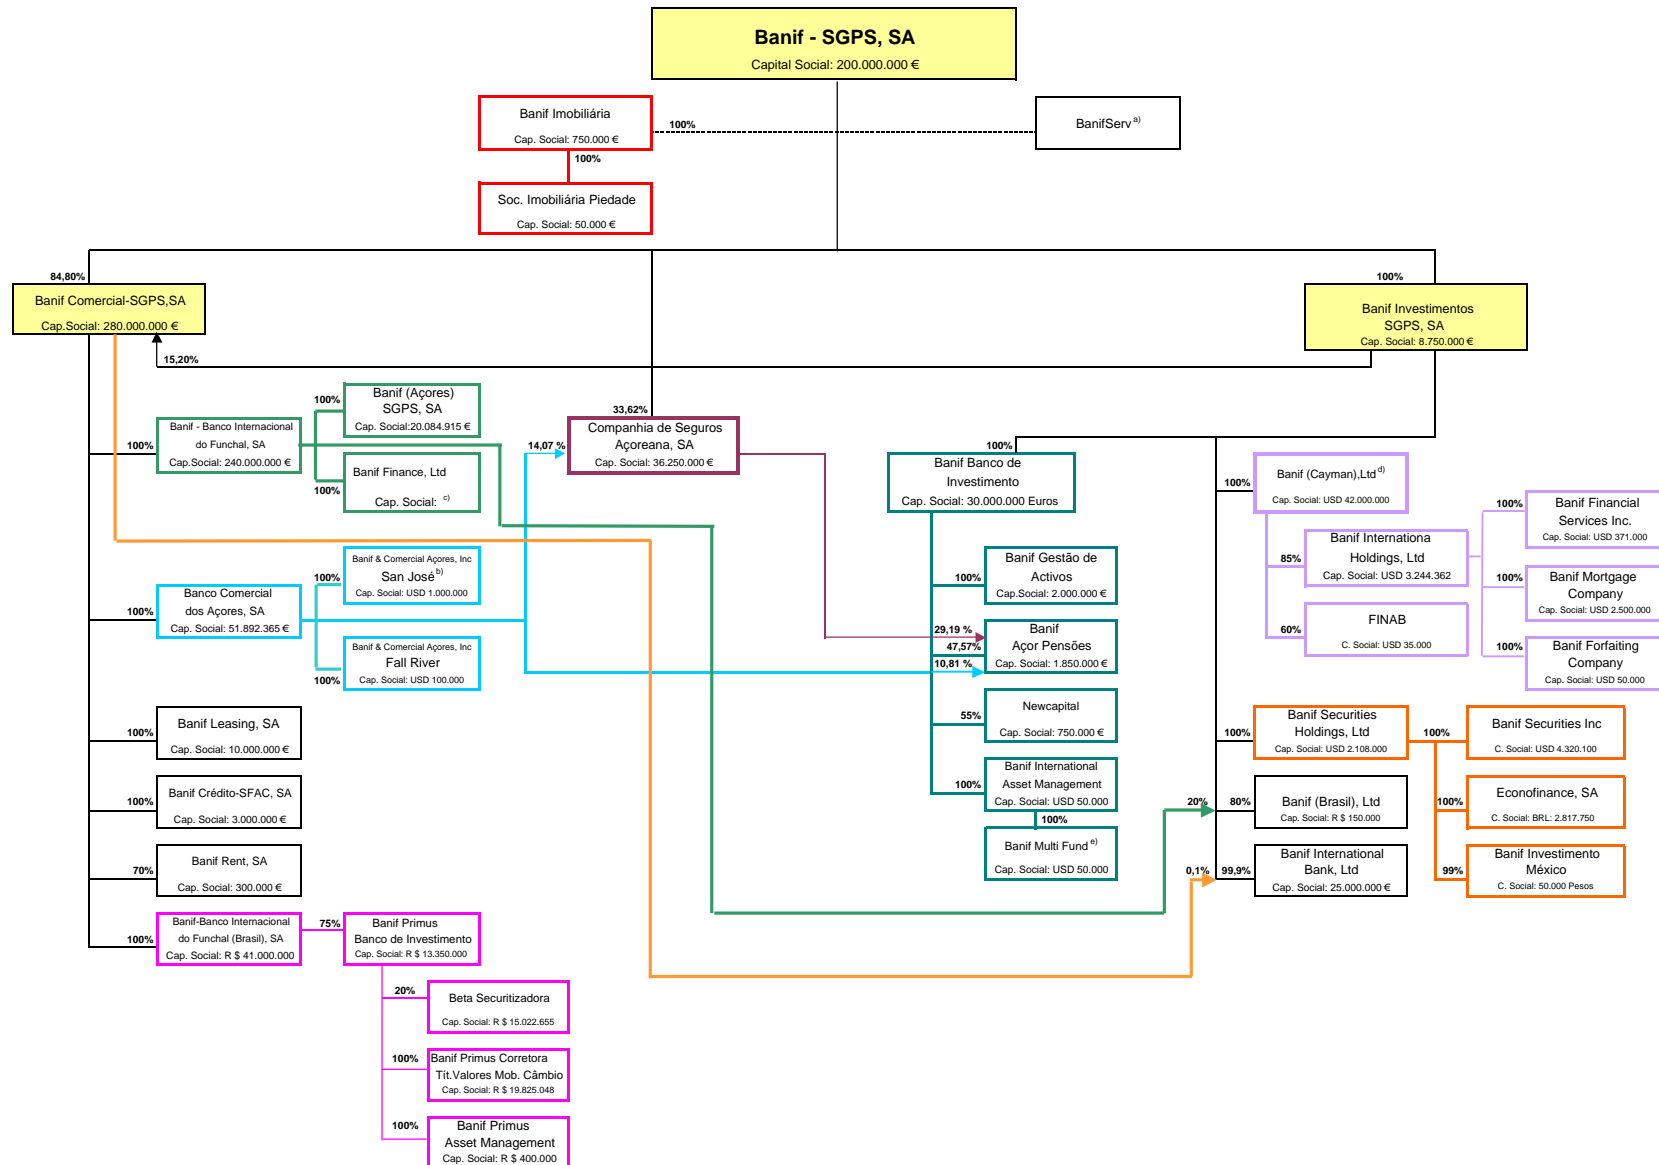 Banif - SGPS, SA
Capital Social: 200.000.000 €
Banif Imobiliária
Cap. Social: 750.000 €
100%
BanifServ a)
100%
Soc. Imobiliária Piedade
Cap. Social: 50.000 €
84,80%
Banif Comercial-SGPS,SA
Cap.Social: 280.000.000 €
100%
Banif Investimentos
SGPS, SA
Cap. Social: 8.750.000 €
15,20%
100%
Banif - Banco Internacional
do Funchal, SA
Cap.Social: 240.000.000 €
100%
Banif (Açores)
SGPS, SA
Cap. Social:20.084.915 €
100%
Banif Finance, Ltd
Cap. Social: c)
33,62%
14,07 %
Companhia de Seguros
Açoreana, SA
Cap. Social: 36.250.000 €
100%
Banif Banco de
Investimento
Cap. Social: 30.000.000 Euros
100%
Banif (Cayman),Ltd d)
Cap. Social: USD 42.000.000
85%
Banif Internationa
Holdings, Ltd
Cap. Social: USD 3.244.362
60%
FINAB
C. Social: USD 35.000
100%
Banif Financial
Services Inc.
Cap. Social: USD 371.000
100%
Banif Mortgage
Company
Cap. Social: USD 2.500.000
100%
Banif Forfaiting
Company
Cap. Social: USD 50.000
100%
Banco Comercial
dos Açores, SA
Cap. Social: 51.892.365 €
100%
Banif & Comercial Açores, Inc
San José b)
Cap. Social: USD 1.000.000
100%
Banif & Comercial Açores, Inc
Fall River
Cap. Social: USD 100.000
100%
Banif Gestão de
Activos
Cap.Social: 2.000.000 €
29,19 %
47,57%
10,81 %
Banif
Açor Pensões
Cap. Social: 1.850.000 €
55%
Newcapital
Cap. Social: 750.000 €
100%
Banif International
Asset Management
Cap. Social: USD 50.000
100%
Banif Multi Fund e)
Cap. Social: USD 50.000
100%
Banif Leasing, SA
Cap. Social: 10.000.000 €
100%
Banif Crédito-SFAC, SA
Cap. Social: 3.000.000 €
70%
Banif Rent, SA
Cap. Social: 300.000 €
100%
Banif-Banco Internacional
do Funchal (Brasil), SA
Cap. Social: R $ 41.000.000
75%
Banif Primus
Banco de Investimento
Cap. Social: R $ 13.350.000
20%
Beta Securitizadora
Cap. Social: R $ 15.022.655
100%
Banif Primus Corretora
Tít.Valores Mob. Câmbio
Cap. Social: R $ 19.825.048
100%
Banif Primus
Asset Management
Cap. Social: R $ 400.000
100%
Banif Securities
Holdings, Ltd
Cap. Social: USD 2.108.000
100%
Banif Securities Inc
C. Social: USD 4.320.100
20%
80%
Banif (Brasil), Ltd
Cap. Social: R $ 150.000
100%
Econofinance, SA
C. Social: BRL: 2.817.750
0,1%
99,9%
Banif International
Bank, Ltd
Cap. Social: 25.000.000 €
99%
Banif Investimento
México
C. Social: 50.000 Pesos